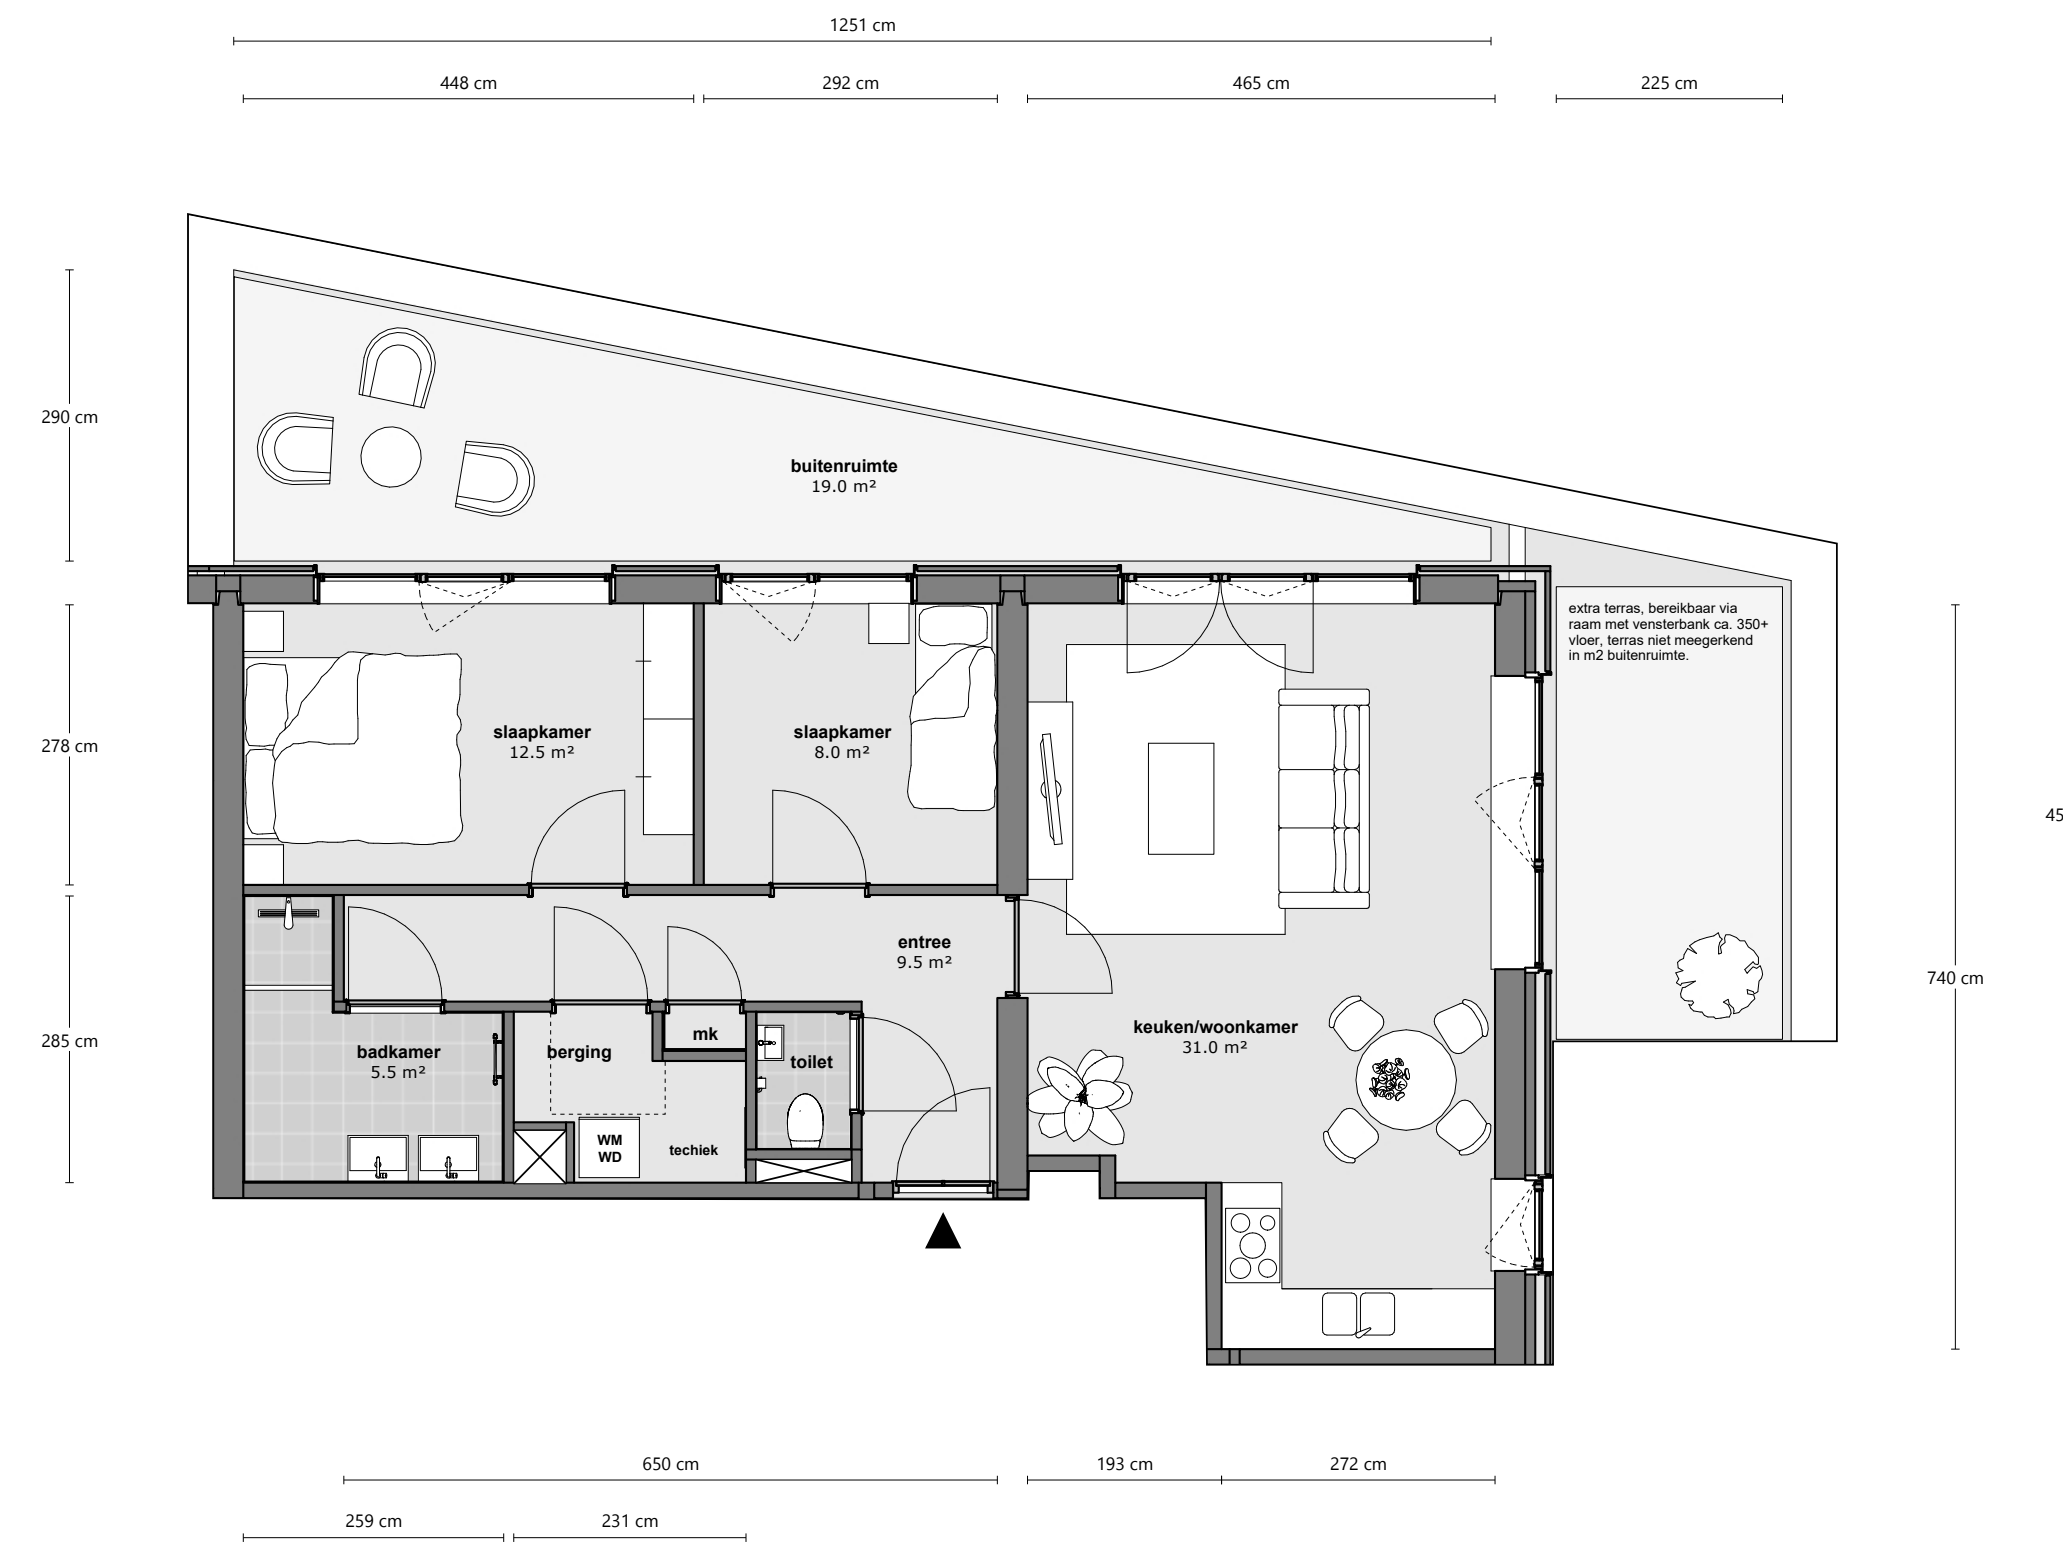 1251 cm
448 cm
292 cm
465 cm
225 cm
290 cm
buitenruimte
19.0 m²
extra terras, bereikbaar via
raam met vensterbank ca. 350+
vloer, terras niet meegerkend
in m2 buitenruimte.
278 cm
slaapkamer
12.5 m²
slaapkamer
8.0 m²
45
entree
9.5 m²
740 cm
285 cm
badkamer
5.5 m²
berging
mk
toilet
keuken/woonkamer
31.0 m²
WM
WD
techiek
650 cm
193 cm
272 cm
259 cm
231 cm